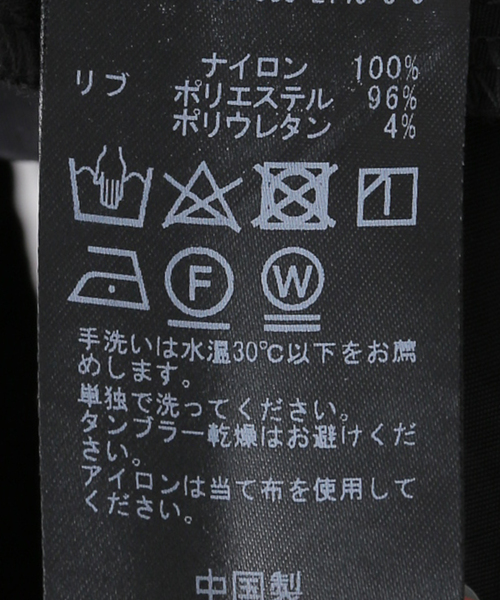 ナイロン 100%
リブ ポリエステル 96%
ポリウレタン 4%
F W
手洗いは水温30℃以下をお薦
めします。
単独で洗ってください。
タンブラー乾燥はお避けくだ
さい。
アイロンは当て布を使用して
ください。
中国製